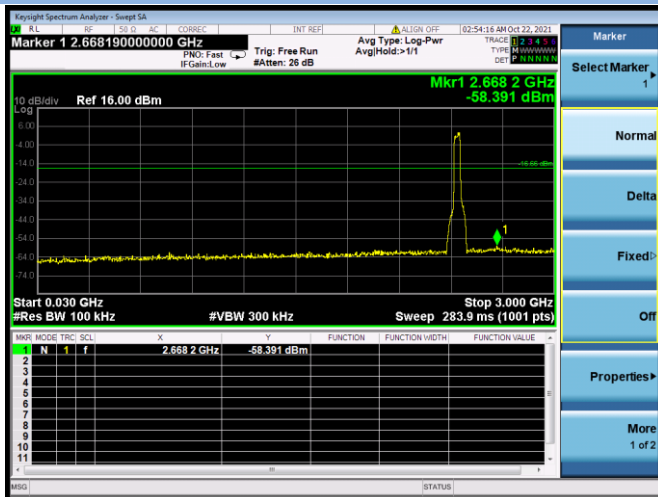 Keysight Spectrum Analyzer - Swept SA
RL RF 50 Ω AC CORREC INT REF ALIGN OFF 02:54:16 AM Oct 22, 2021
Marker 1 2.668190000000 GHz
PNO: Fast
IFGain:Low
Trig: Free Run
#Atten: 26 dB
Avg Type: Log-Pwr
Avg|Hold:>1/1
TRACE 1 2 3 4 5 6
TYPE MWWWWW
DET P NNNNN
Mkr1 2.668 2 GHz
-58.391 dBm
10 dB/div Ref 16.00 dBm
Log
6.00
-4.00
-14.0
-24.0
-34.0
-44.0
-54.0
-64.0
-74.0
1
Start 0.030 GHz Stop 3.000 GHz
#Res BW 100 kHz #VBW 300 kHz Sweep 283.9 ms (1001 pts)
MKR MODE TRC SCL X Y FUNCTION FUNCTION WIDTH FUNCTION VALUE
1 N 1 f 2.668 2 GHz -58.391 dBm
2
3
4
5
6
7
8
9
10
11
MSG STATUS
Marker
Select Marker
1
Normal
Delta
Fixed
Off
Properties
More
1 of 2